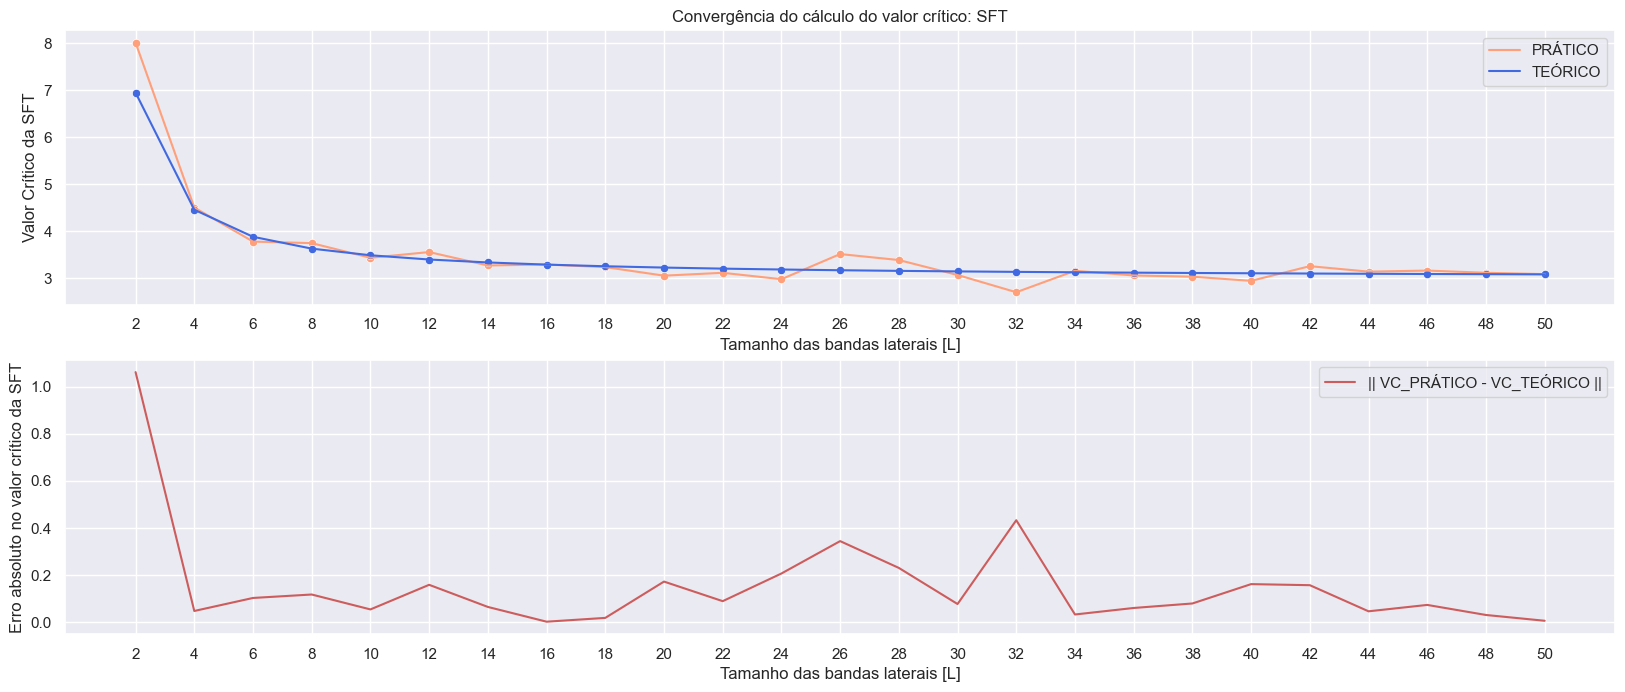 Convergência do cálculo do valor crítico: SFT
PRÁTICO
TEÓRICO
Valor Crítico da SFT
8
7
6
5
4
3
2 4 6 8 10 12 14 16 18 20 22 24 26 28 30 32 34 36 38 40 42 44 46 48 50
Tamanho das bandas laterais [L]
|| VC_PRÁTICO - VC_TEÓRICO ||
Erro absoluto no valor crítico da SFT
1.0
0.8
0.6
0.4
0.2
0.0
2 4 6 8 10 12 14 16 18 20 22 24 26 28 30 32 34 36 38 40 42 44 46 48 50
Tamanho das bandas laterais [L]